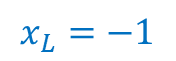 x_L = −1